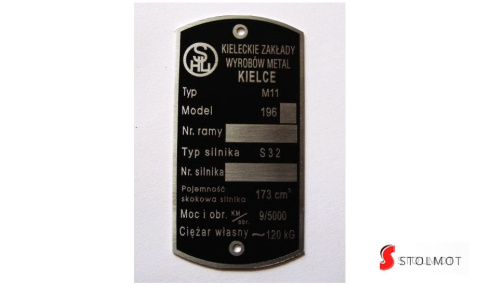 SHL
KIELECKIE ZAKŁADY
WYROBÓW METAL
KIELCE
Typ M11
Model 196
Nr. ramy
Typ silnika S32
Nr. silnika
Pojemność
skokowa silnika 173 cm³
Moc i obr. KM/obr. 9/5000
Ciężar własny ~120 kG
STOLMOT